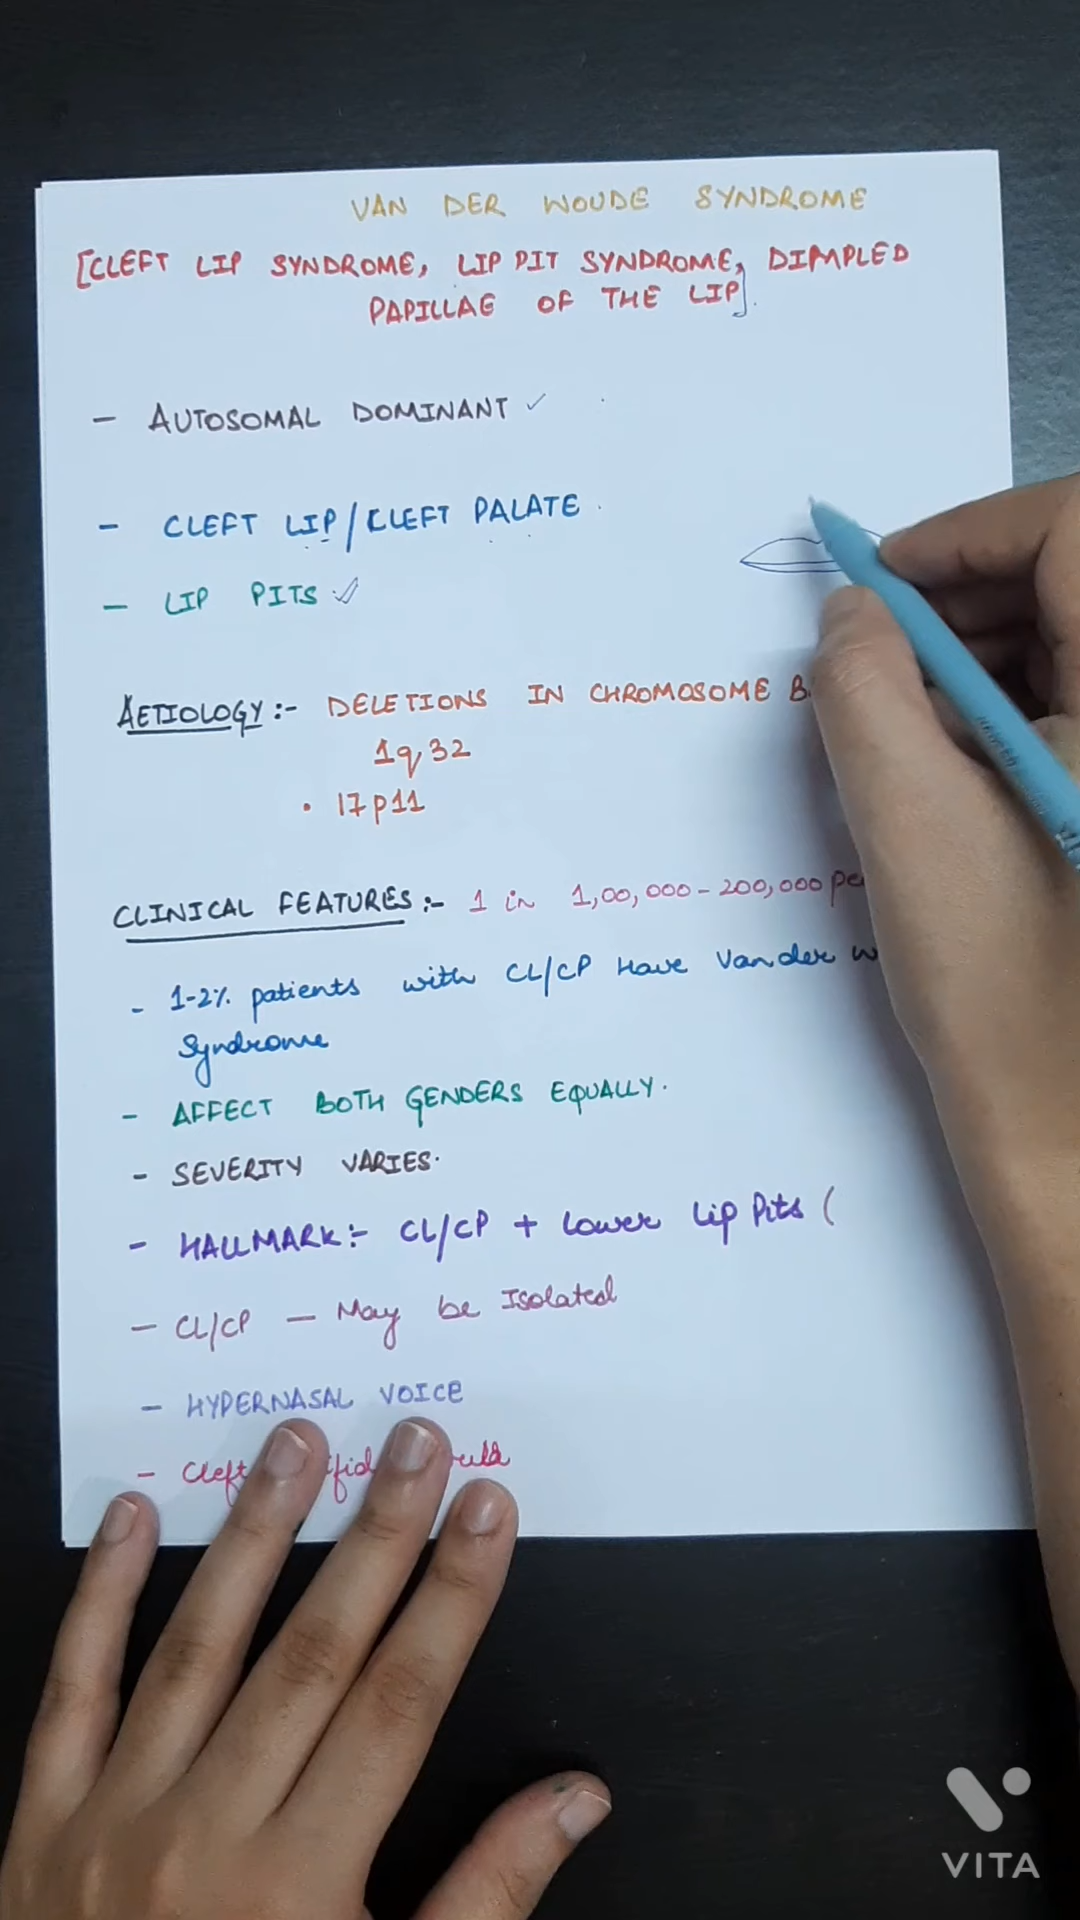 VAN DER WOUDE SYNDROME
[CLEFT LIP SYNDROME, LIP PIT SYNDROME, DIMPLED
PAPILLAE OF THE LIP].
- AUTOSOMAL DOMINANT ✓
- CLEFT LIP/CLEFT PALATE.
- LIP PITS ✓
AETIOLOGY:- DELETIONS IN CHROMOSOME
1q32
• 17p11
CLINICAL FEATURES:- 1 in 1,00,000-200,000
- 1-2% patients with CL/CP Have Vander
Syndrome
- AFFECT BOTH GENDERS EQUALLY.
- SEVERITY VARIES.
- HALLMARK:- CL/CP + Lower Lip Pits (
- CL/CP - May be Isolated
- HYPERNASAL VOICE
- Cleft
VITA